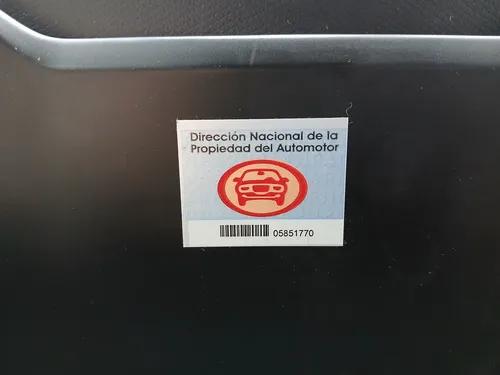 Dirección Nacional de la
Propiedad del Automotor
05851770